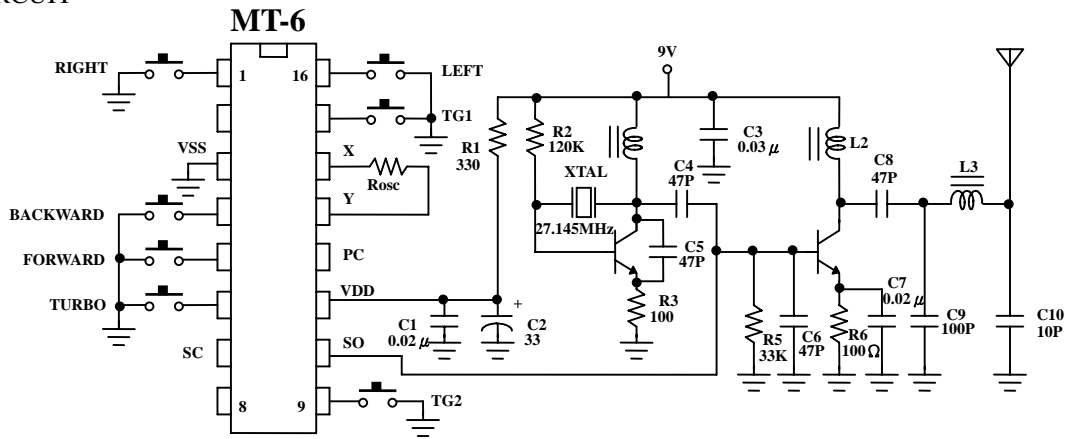 RCUIT
MT-6
RIGHT
1
16
LEFT
TG1
VSS
X
Rosc
Y
BACKWARD
FORWARD
PC
TURBO
VDD
SC
SO
8
9
TG2
R1
330
C1
0.02 μ
+
C2
33
9V
R2
120K
XTAL
27.145MHz
C4
47P
C3
0.03 μ
C5
47P
R3
100
L2
C8
47P
L3
R5
33K
C6
47P
R6
100Ω
C7
0.02 μ
C9
100P
C10
10P